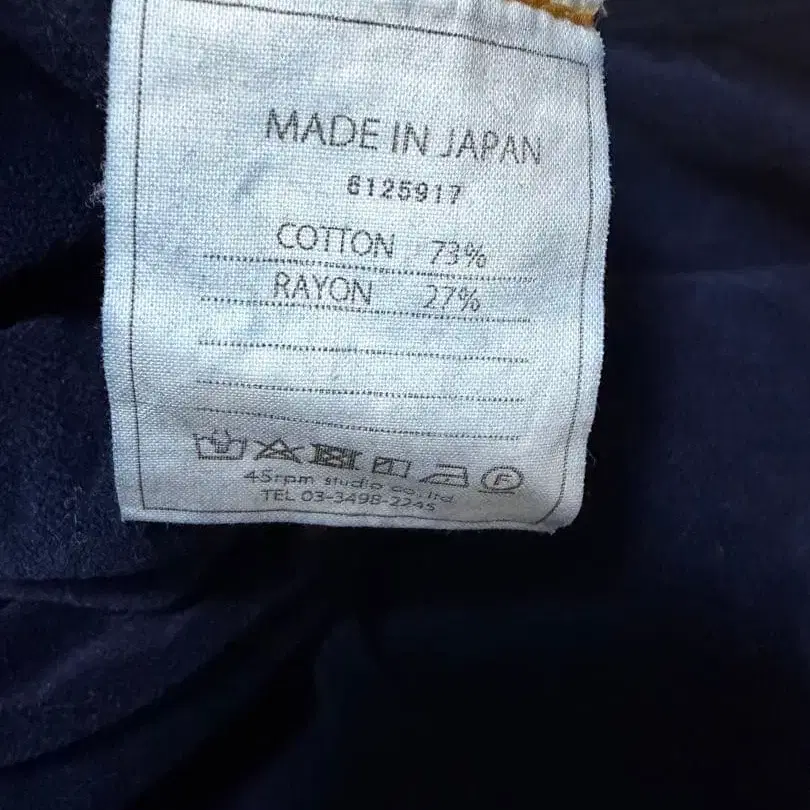 MADE IN JAPAN
6125917
COTTON 73%
RAYON 27%
45rpm studio co.,ltd
TEL 03-3498-2245